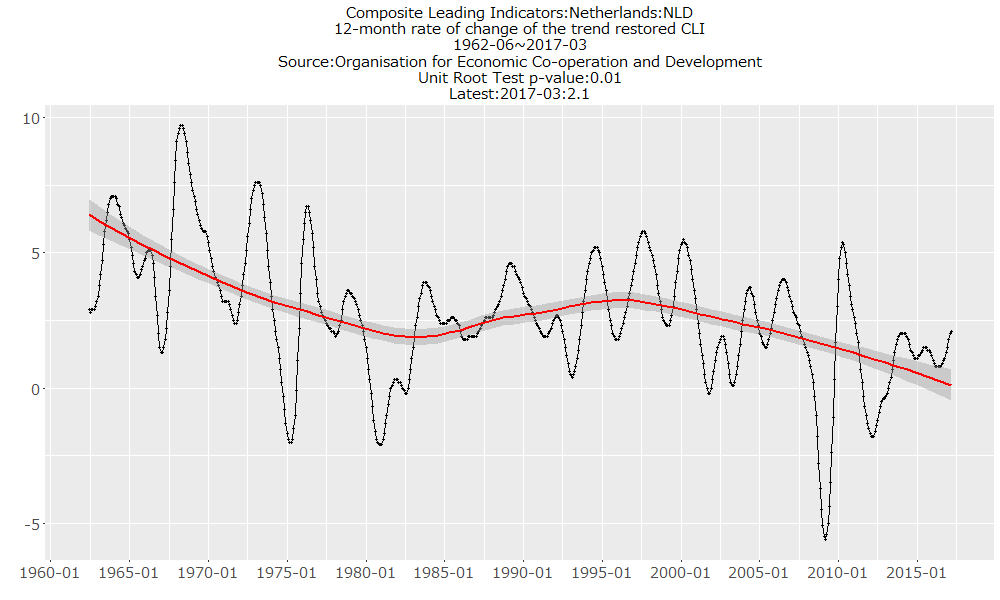 Composite Leading Indicators:Netherlands:NLD
12-month rate of change of the trend restored CLI
1962-06~2017-03
Source:Organisation for Economic Co-operation and Development
Unit Root Test p-value:0.01
Latest:2017-03:2.1
10
5
0
-5
1960-01 1965-01 1970-01 1975-01 1980-01 1985-01 1990-01 1995-01 2000-01 2005-01 2010-01 2015-01